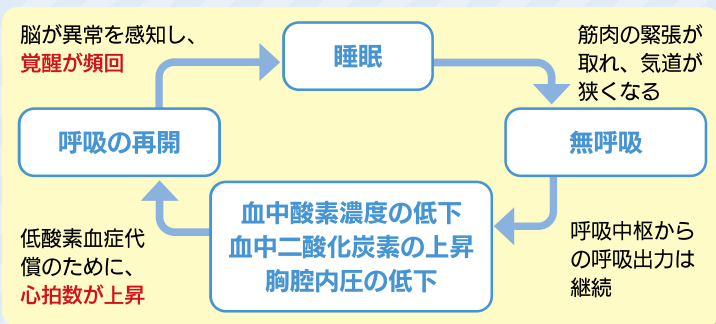 脳が異常を感知し、
覚醒が頻回
睡眠
筋肉の緊張が
取れ、気道が
狭くなる
呼吸の再開
無呼吸
血中酸素濃度の低下
血中二酸化炭素の上昇
胸腔内圧の低下
低酸素血症代
償のために、
心拍数が上昇
呼吸中枢から
の呼吸出力は
継続